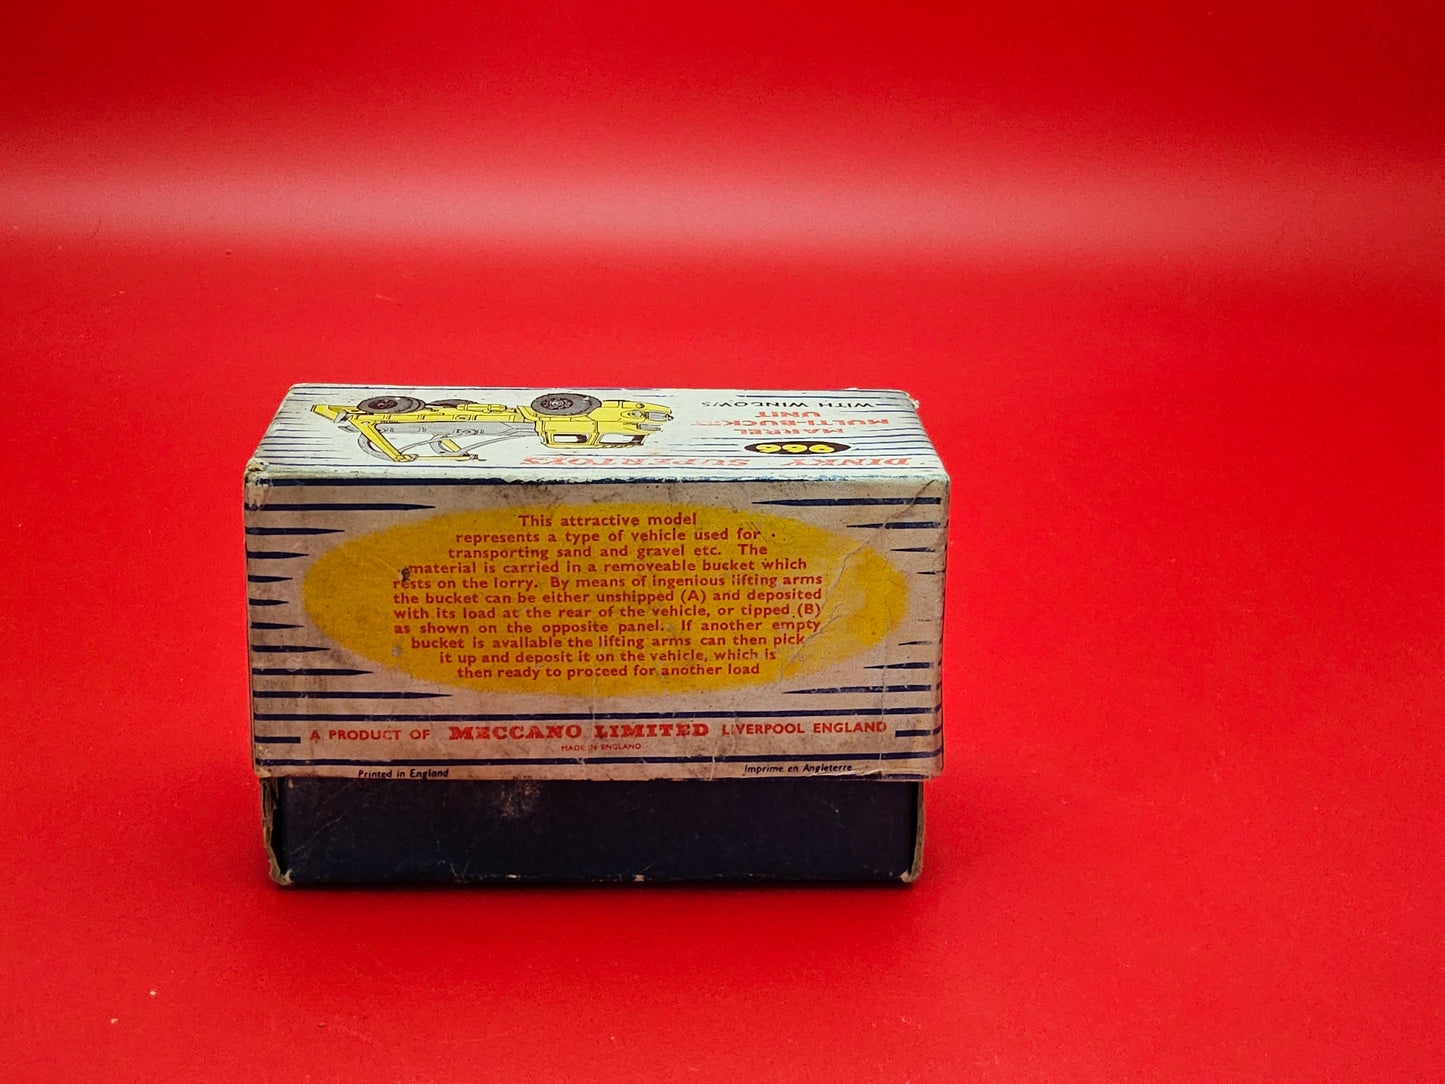 DINKY SUPERTOYS
966
MARREL
MULTI-BUCKET
UNIT
WITH WINDOWS
This attractive model
represents a type of vehicle used for
transporting sand and gravel etc. The
material is carried in a removeable bucket which
rests on the lorry. By means of ingenious lifting arms
the bucket can be either unshipped (A) and deposited
with its load at the rear of the vehicle, or tipped (B)
as shown on the opposite panel. If another empty
bucket is available the lifting arms can then pick
it up and deposit it on the vehicle, which is
then ready to proceed for another load
A PRODUCT OF MECCANO LIMITED LIVERPOOL ENGLAND
MADE IN ENGLAND
Printed in England Imprime en Angleterre